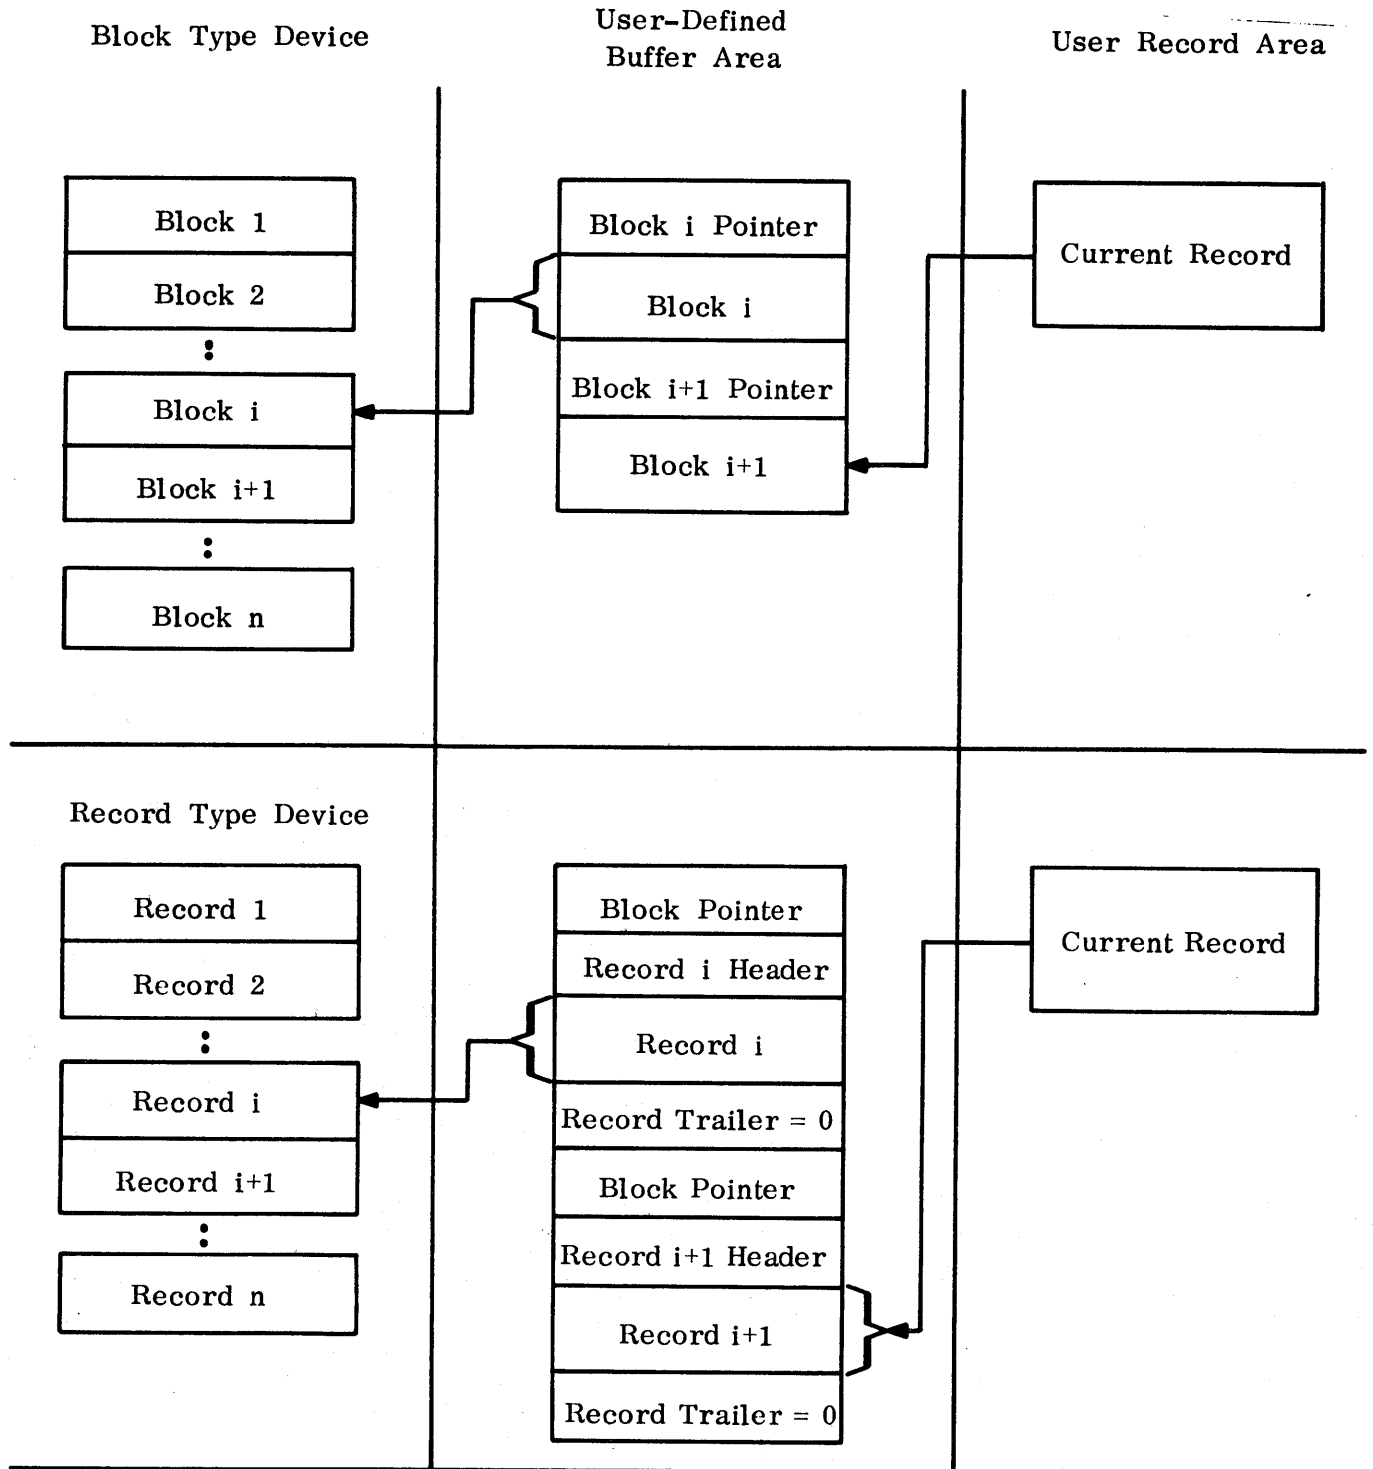 Block Type Device
User-Defined
Buffer Area
User Record Area
Block 1
Block 2
Block i
Block i+1
Block n
Block i Pointer
Block i
Block i+1 Pointer
Block i+1
Current Record
Record Type Device
Record 1
Record 2
Record i
Record i+1
Record n
Block Pointer
Record i Header
Record i
Record Trailer = 0
Block Pointer
Record i+1 Header
Record i+1
Record Trailer = 0
Current Record